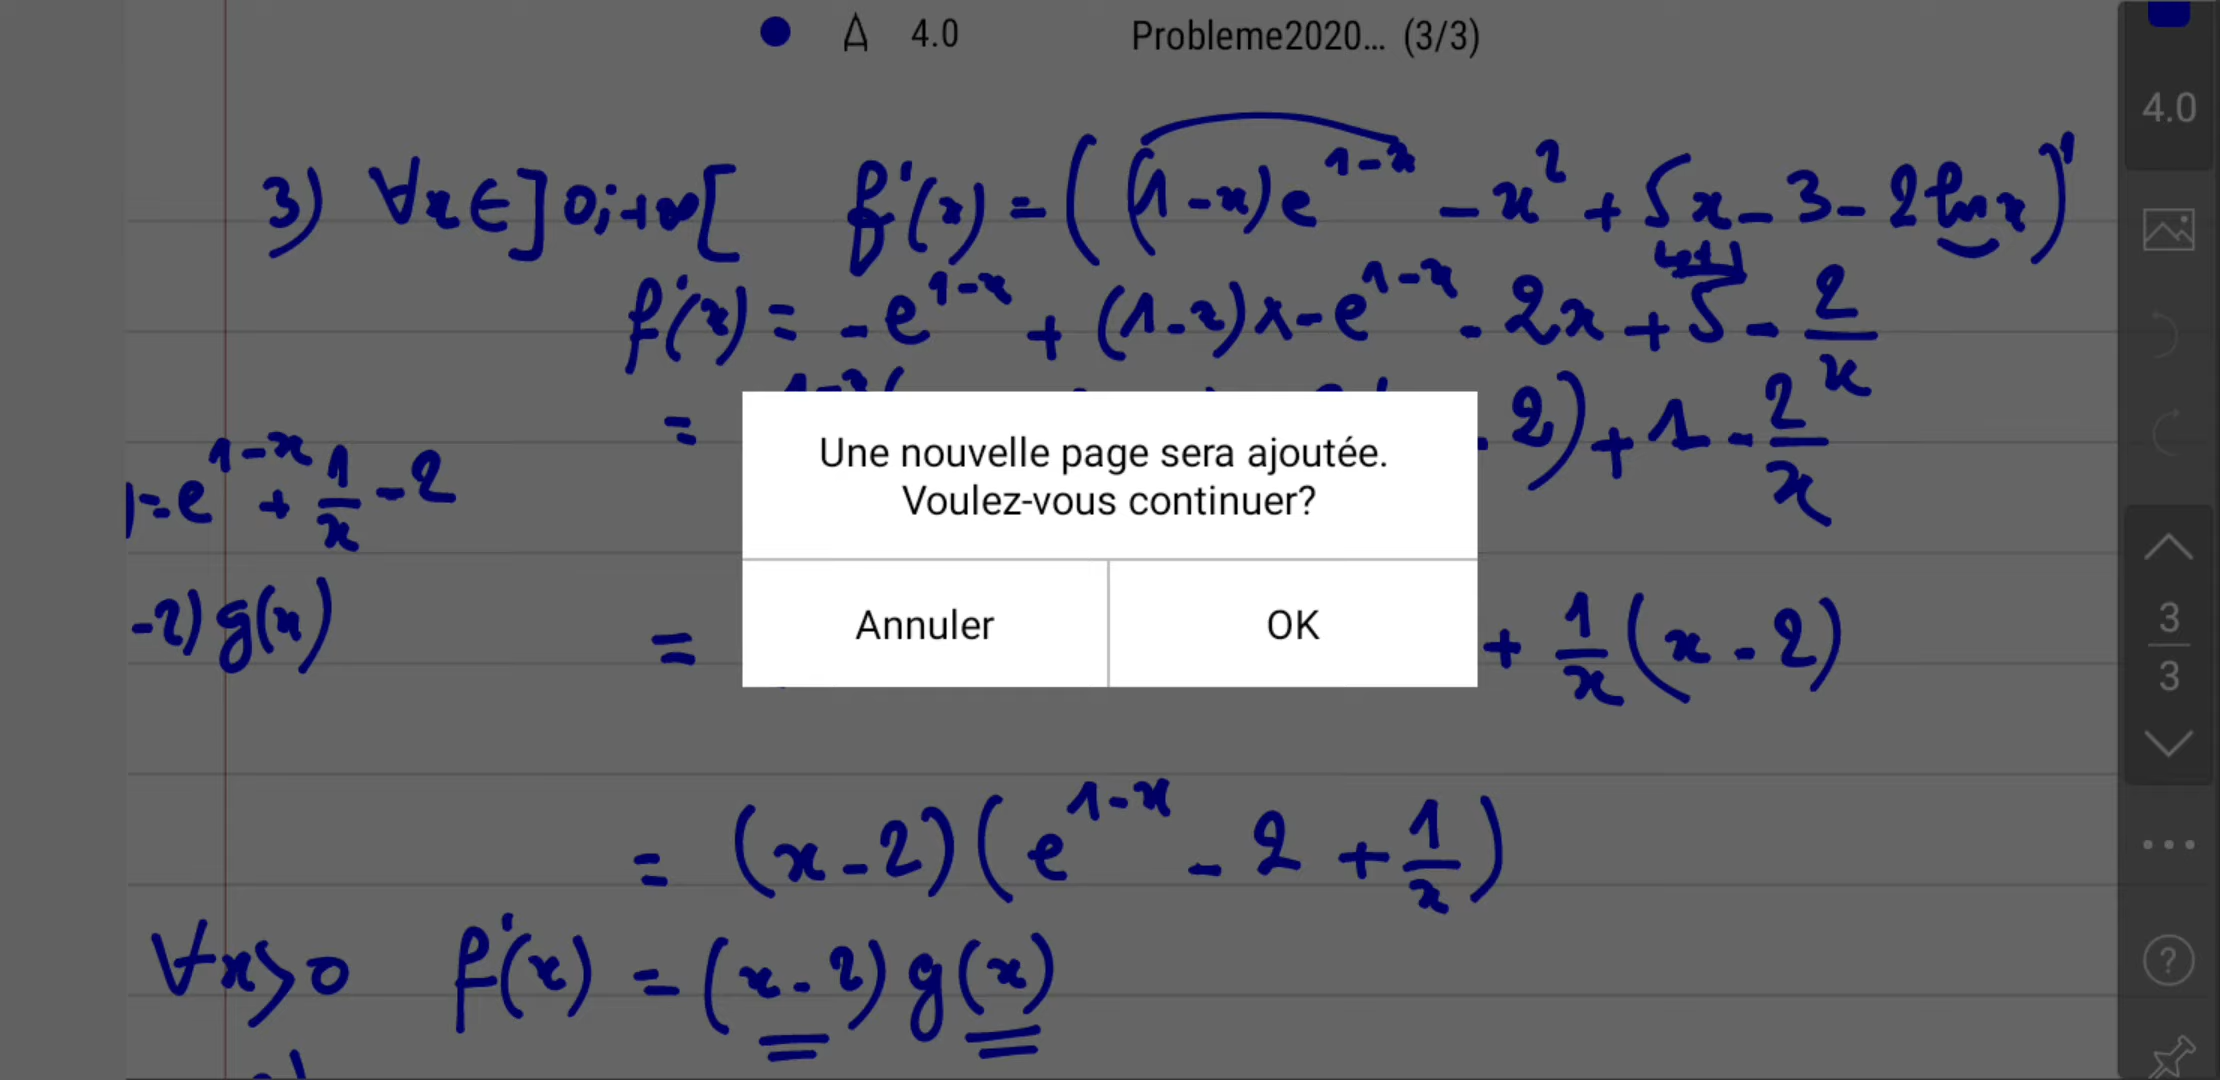 4.0 Probleme2020... (3/3)
4.0
3) ∀x∈]0;+∞[ f'(x) = ((1-x)e^{1-x} - x² + 5x - 3 - 2ln x)'
4+1
f'(x) = -e^{1-x} + (1-x)x-e^{1-x} - 2x + 5 - 2/x
= - 2) + 1 - 2/x
)=e^{1-x} + 1/x - 2
Une nouvelle page sera ajoutée.
Voulez-vous continuer?
Annuler OK
-2) g(x)
= + 1/x (x - 2)
3
3
= (x - 2)(e^{1-x} - 2 + 1/x)
∀x>0 f'(x) = (x - 2) g(x)
?